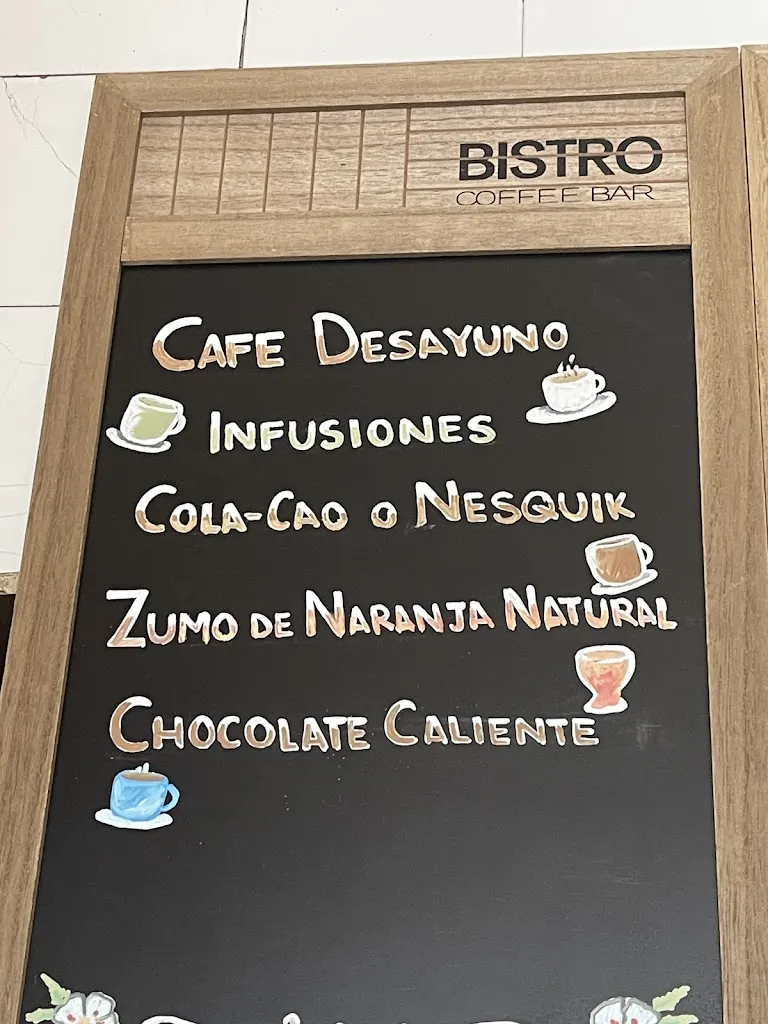 BISTRO
COFFEE BAR
CAFE DESAYUNO
INFUSIONES
COLA-CAO O NESQUIK
ZUMO DE NARANJA NATURAL
CHOCOLATE CALIENTE